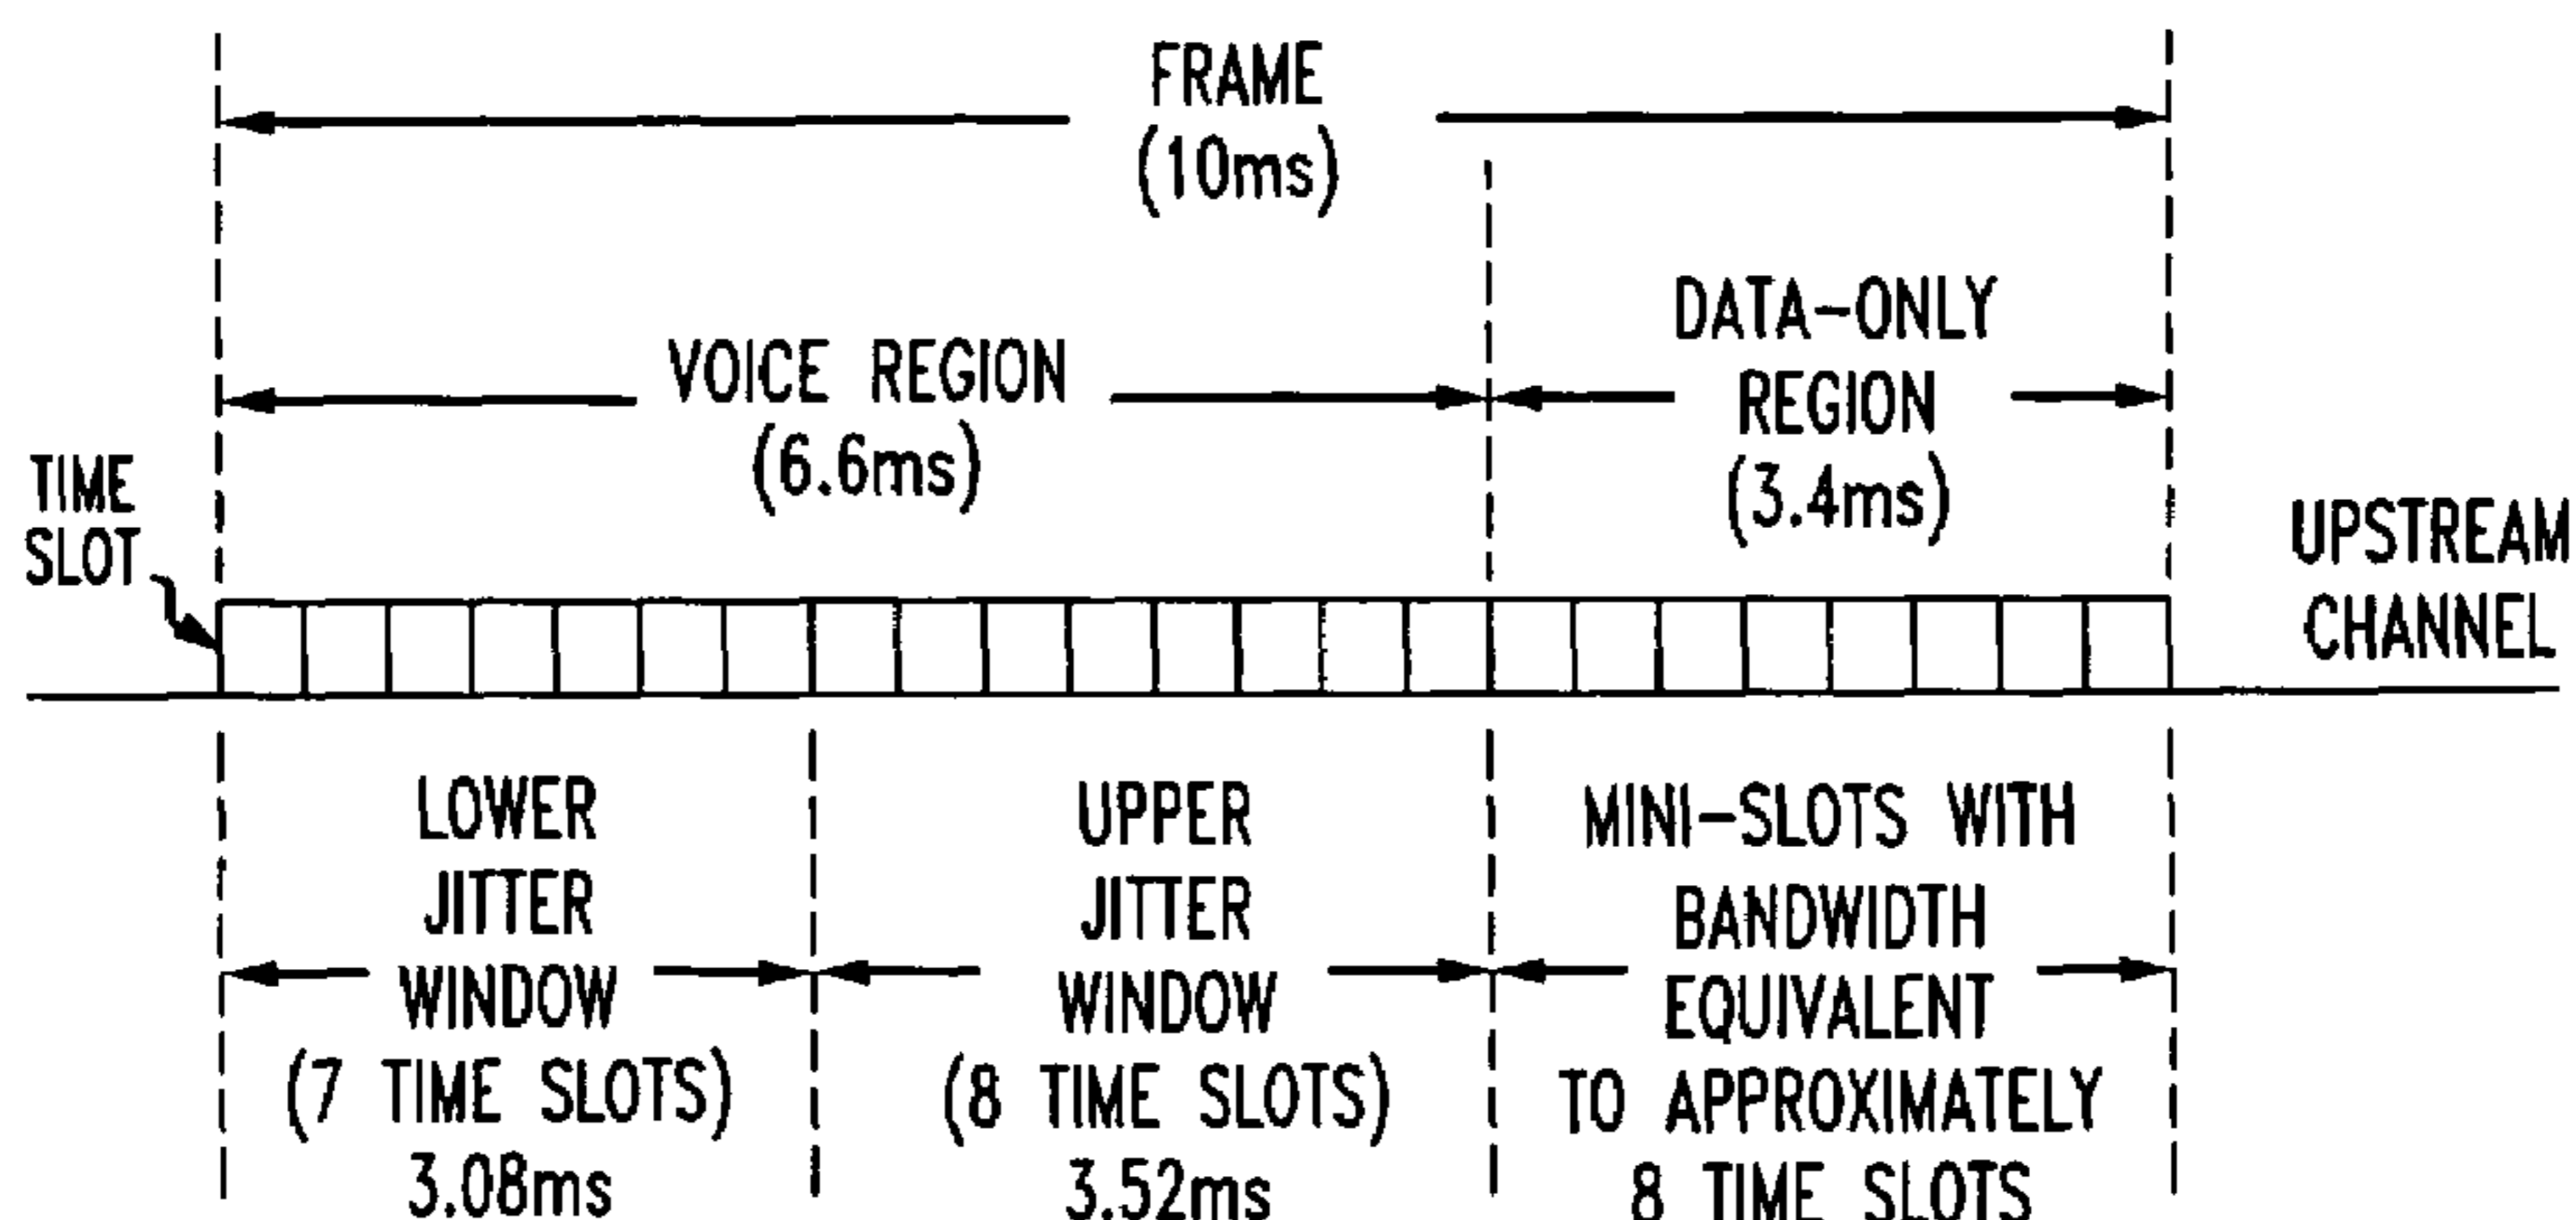 FRAME
(10ms)
VOICE REGION
(6.6ms)
DATA-ONLY
REGION
(3.4ms)
TIME
SLOT
UPSTREAM
CHANNEL
LOWER
JITTER
WINDOW
(7 TIME SLOTS)
3.08ms
UPPER
JITTER
WINDOW
(8 TIME SLOTS)
3.52ms
MINI-SLOTS WITH
BANDWIDTH
EQUIVALENT
TO APPROXIMATELY
8 TIME SLOTS